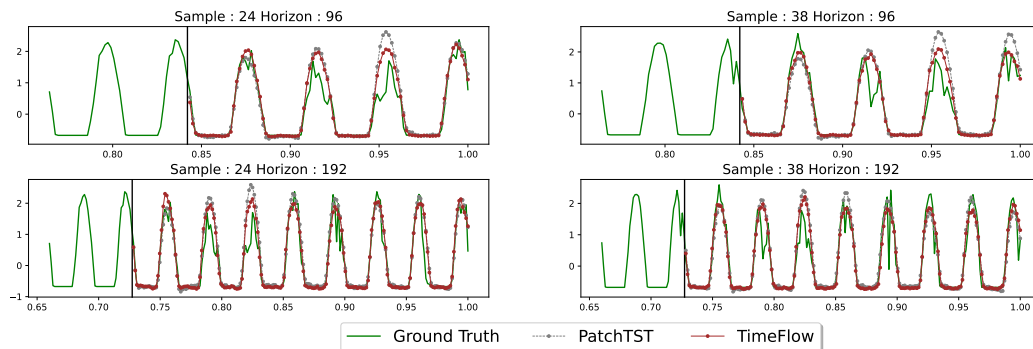 Sample : 24 Horizon : 96
2
1
0
0.80 0.85 0.90 0.95 1.00
Sample : 38 Horizon : 96
2
1
0
0.80 0.85 0.90 0.95 1.00
Sample : 24 Horizon : 192
2
1
0
−1
0.65 0.70 0.75 0.80 0.85 0.90 0.95 1.00
Sample : 38 Horizon : 192
2
1
0
0.65 0.70 0.75 0.80 0.85 0.90 0.95 1.00
Ground Truth PatchTST TimeFlow